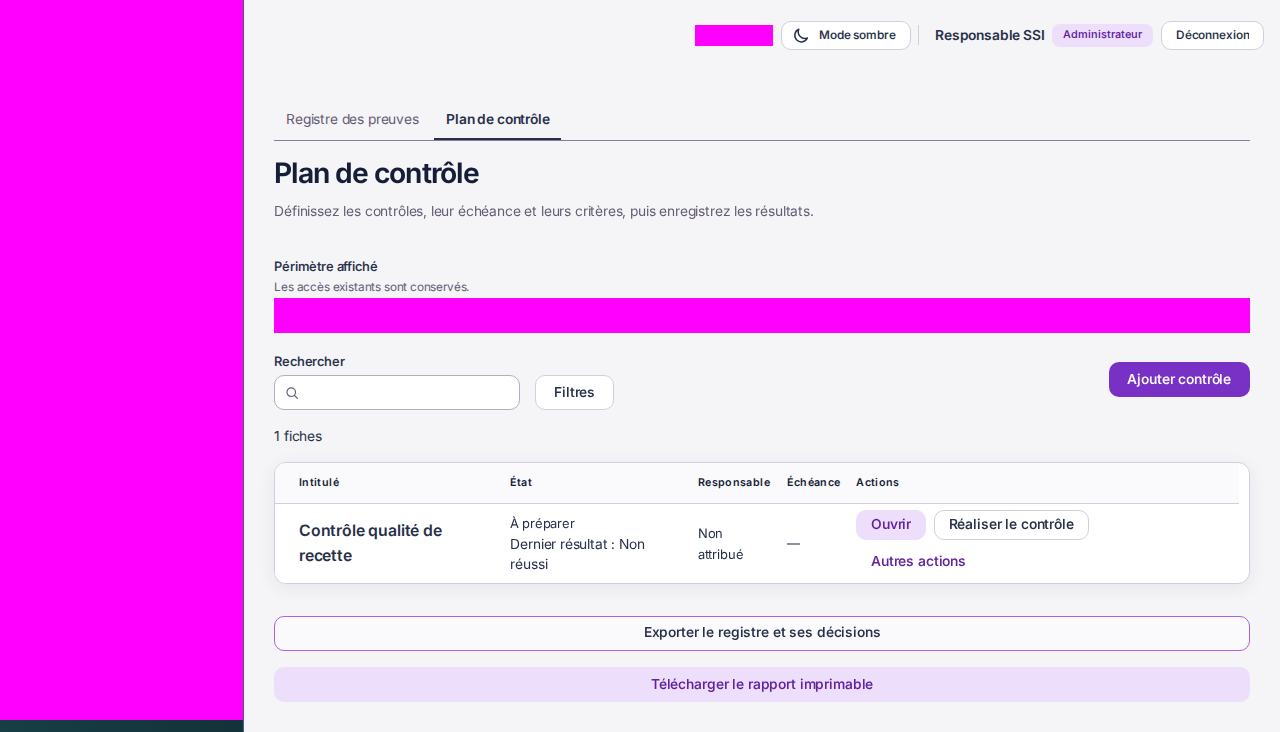 Mode sombre
Responsable SSI
Administrateur
Déconnexion
Registre des preuves
Plan de contrôle
Plan de contrôle
Définissez les contrôles, leur échéance et leurs critères, puis enregistrez les résultats.
Périmètre affiché
Les accès existants sont conservés.
Rechercher
Filtres
Ajouter contrôle
1 fiches
Intitulé
État
Responsable
Échéance
Actions
Contrôle qualité de
recette
À préparer
Dernier résultat : Non
réussi
Non
attribué
—
Ouvrir
Réaliser le contrôle
Autres actions
Exporter le registre et ses décisions
Télécharger le rapport imprimable